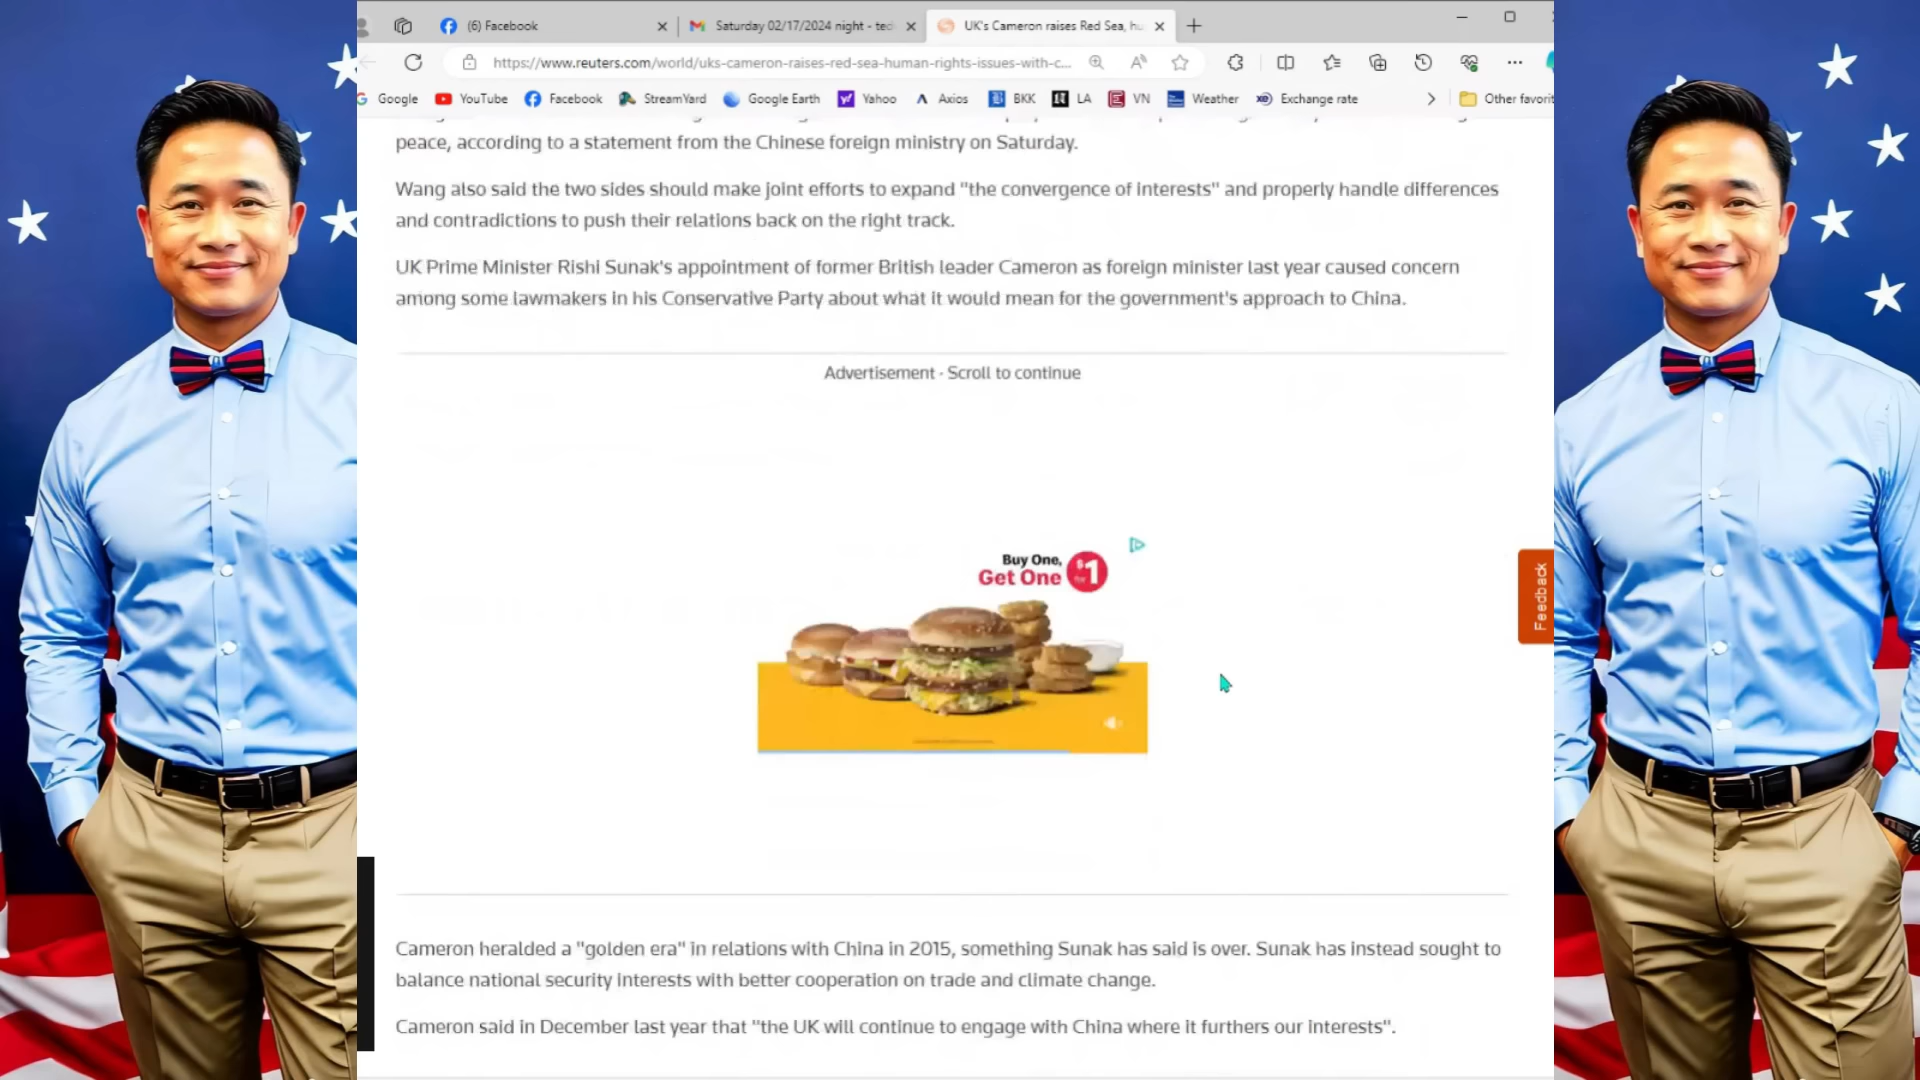 (6) Facebook
Saturday 02/17/2024 night - ted
UK's Cameron raises Red Sea, hu
https://www.reuters.com/world/uks-cameron-raises-red-sea-human-rights-issues-with-c...
Google
YouTube
Facebook
StreamYard
Google Earth
Yahoo
Axios
BKK
LA
VN
Weather
Exchange rate
Other favorit
peace, according to a statement from the Chinese foreign ministry on Saturday.
Wang also said the two sides should make joint efforts to expand "the convergence of interests" and properly handle differences
and contradictions to push their relations back on the right track.
UK Prime Minister Rishi Sunak's appointment of former British leader Cameron as foreign minister last year caused concern
among some lawmakers in his Conservative Party about what it would mean for the government's approach to China.
Advertisement · Scroll to continue
Buy One,
Get One
$1
Feedback
Cameron heralded a "golden era" in relations with China in 2015, something Sunak has said is over. Sunak has instead sought to
balance national security interests with better cooperation on trade and climate change.
Cameron said in December last year that "the UK will continue to engage with China where it furthers our interests".